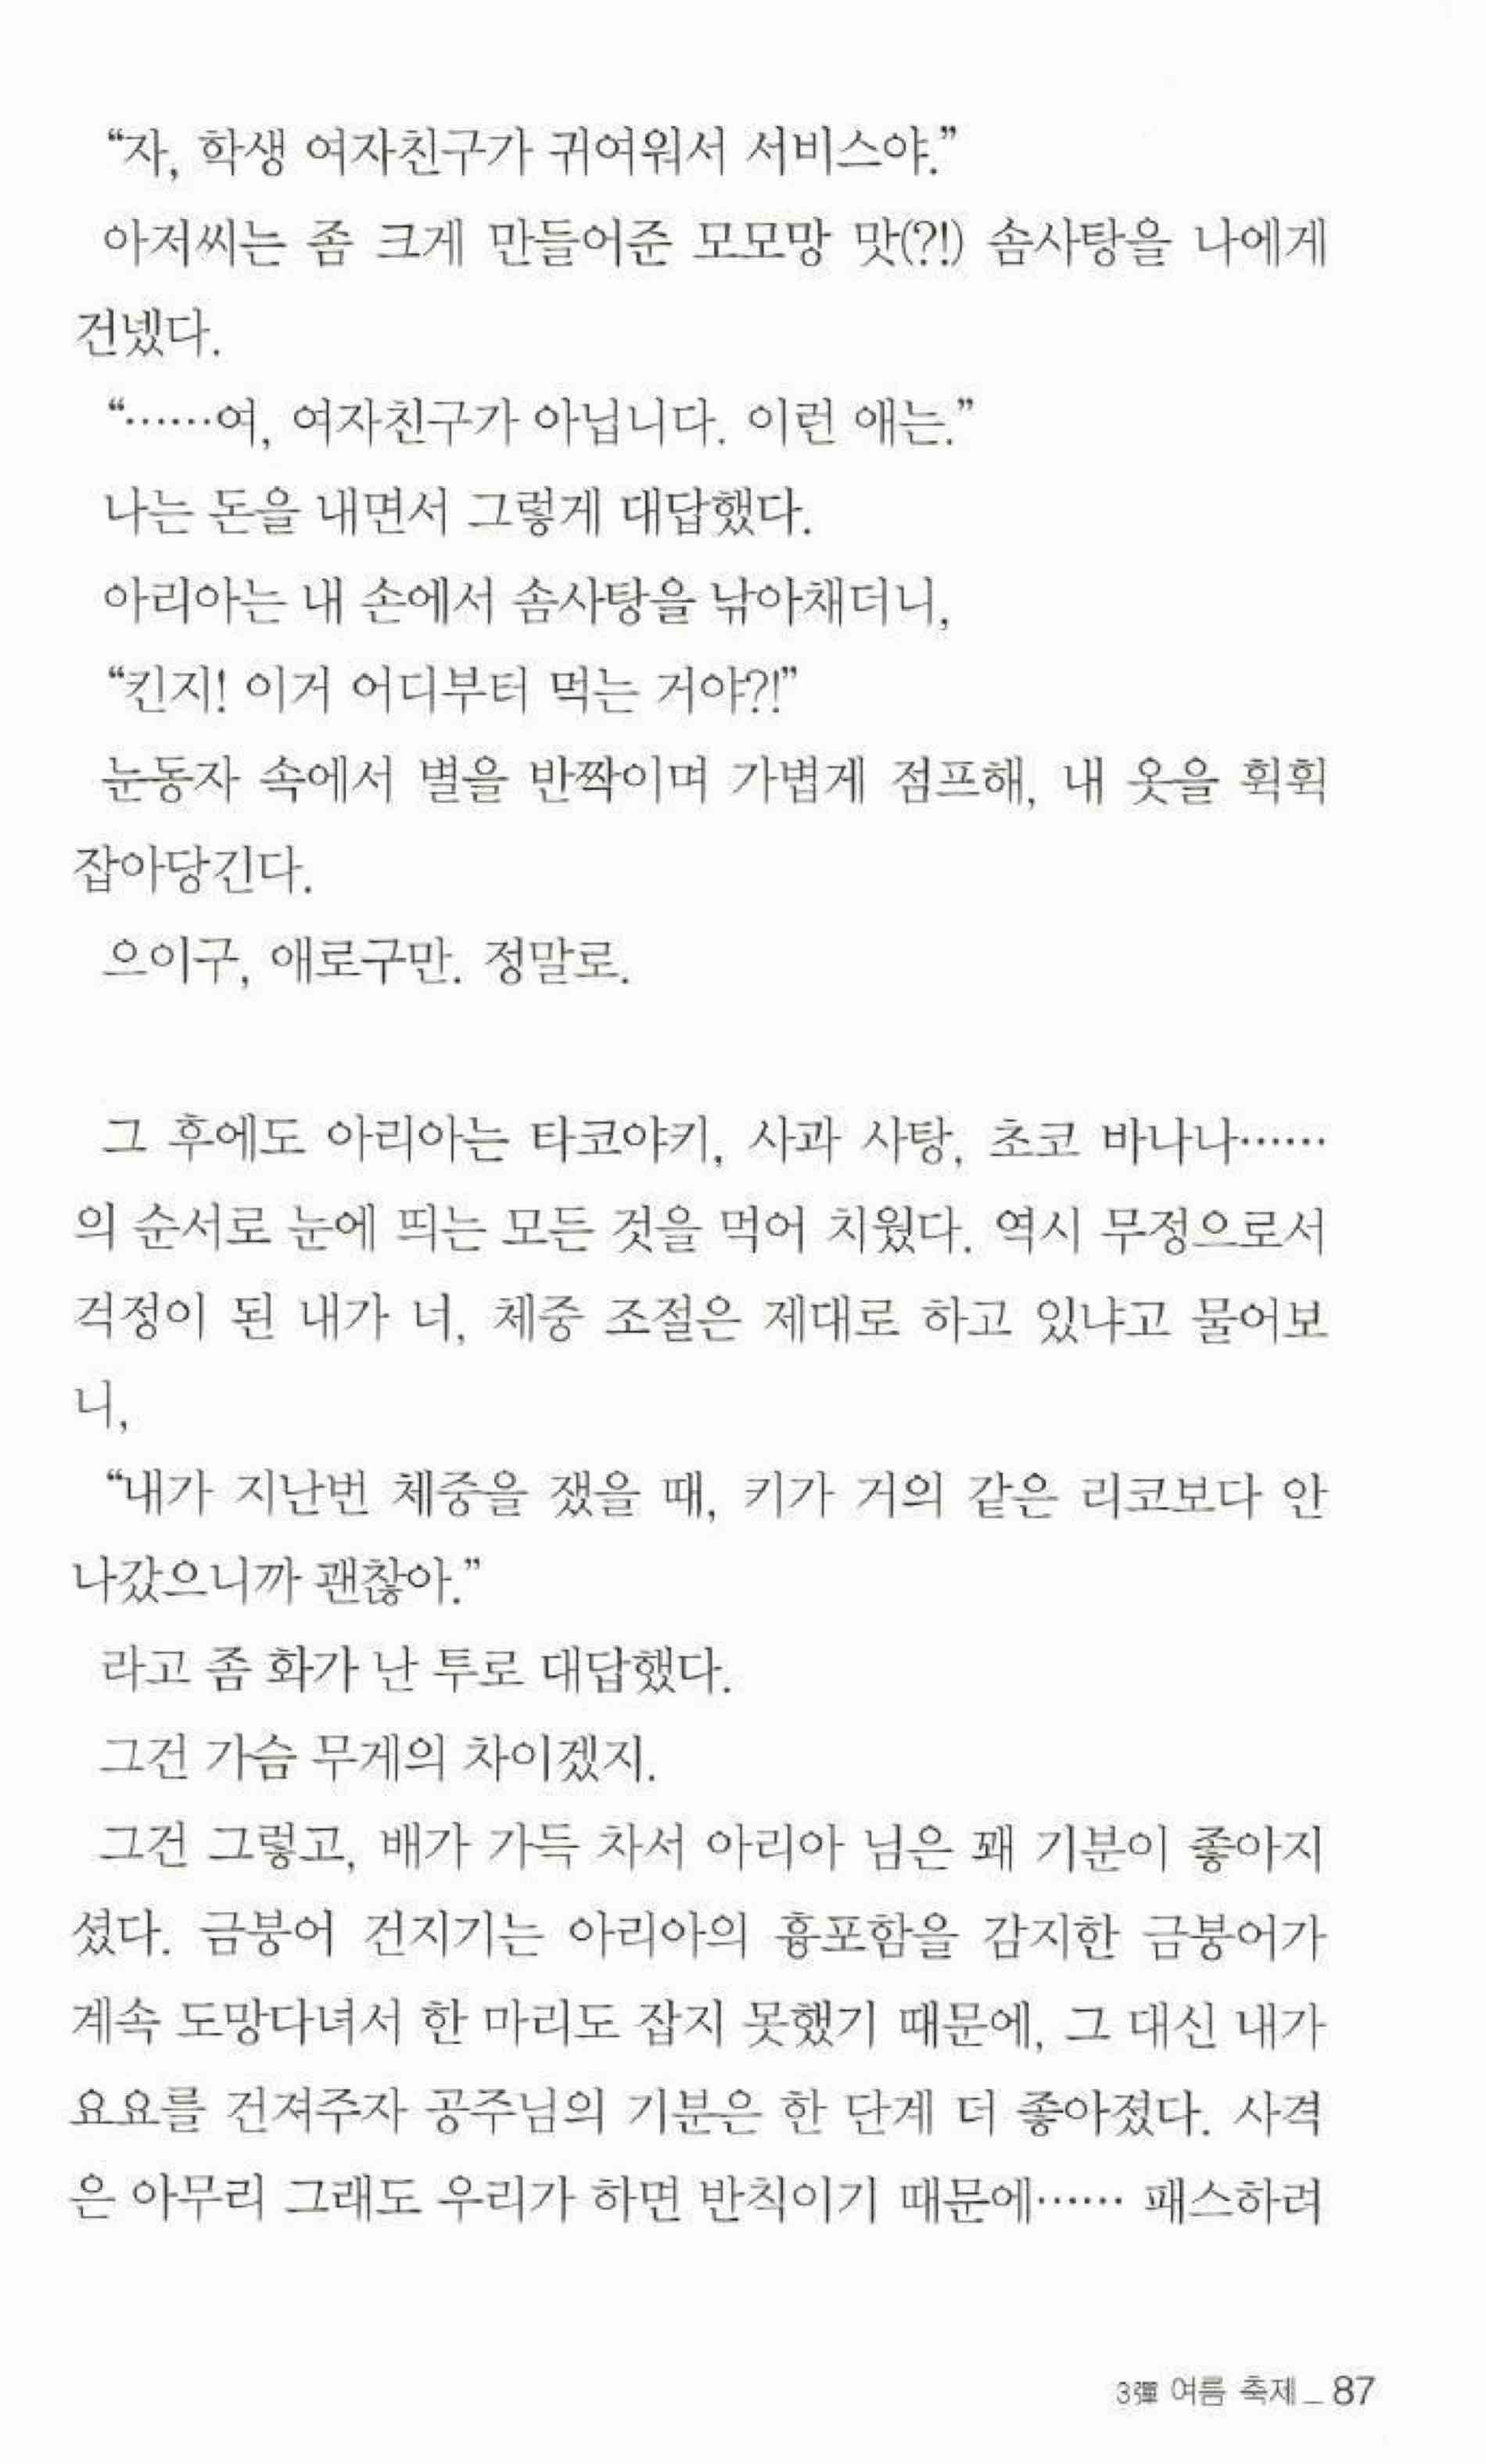 “자, 학생 여자친구가 귀여워서 서비스야.”
아저씨는 좀 크게 만들어준 모모망 맛(?!) 솜사탕을 나에게
건넸다.
“……여, 여자친구가 아닙니다. 이런 애는.”
나는 돈을 내면서 그렇게 대답했다.
아리아는 내 손에서 솜사탕을 낚아채더니,
“킨지! 이거 어디부터 먹는 거야?!”
눈동자 속에서 별을 반짝이며 가볍게 점프해, 내 옷을 휙휙
잡아당긴다.
으이구, 애로구만. 정말로.
그 후에도 아리아는 타코야키, 사과 사탕, 초코 바나나……
의 순서로 눈에 띄는 모든 것을 먹어 치웠다. 역시 무정으로서
걱정이 된 내가 너, 체중 조절은 제대로 하고 있냐고 물어보
니,
“내가 지난번 체중을 쟀을 때, 키가 거의 같은 리코보다 안
나갔으니까 괜찮아.”
라고 좀 화가 난 투로 대답했다.
그건 가슴 무게의 차이겠지.
그건 그렇고, 배가 가득 차서 아리아 님은 꽤 기분이 좋아지
셨다. 금붕어 건지기는 아리아의 흉포함을 감지한 금붕어가
계속 도망다녀서 한 마리도 잡지 못했기 때문에, 그 대신 내가
요요를 건져주자 공주님의 기분은 한 단계 더 좋아졌다. 사격
은 아무리 그래도 우리가 하면 반칙이기 때문에…… 패스하려
3彈 여름 축제_87